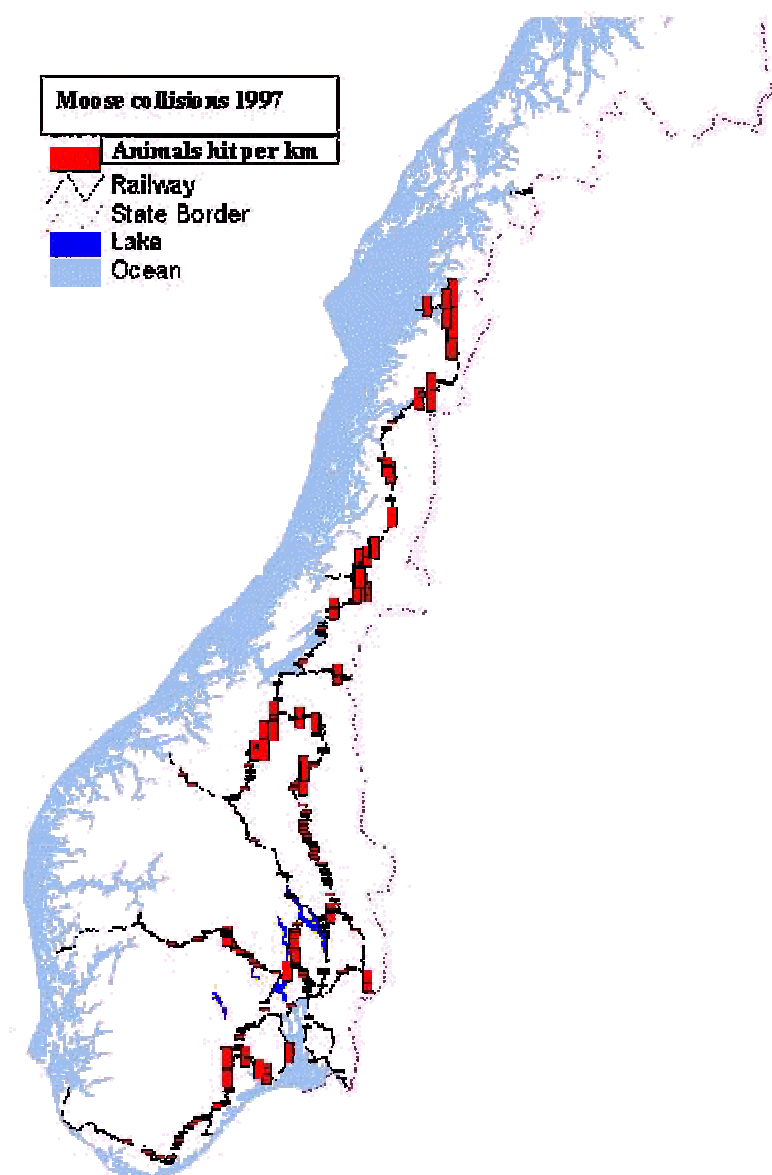 Moose collisions 1997
Animals hit per km
Railway
State Border
Lake
Ocean